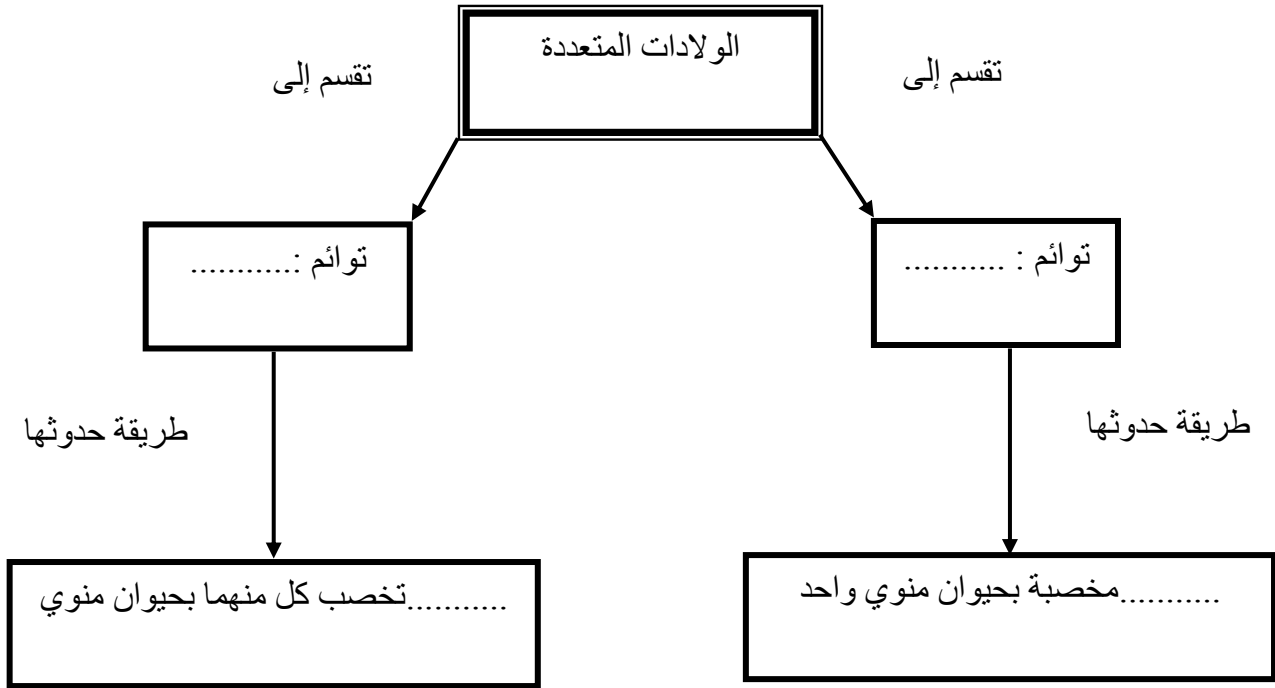 الولادات المتعددة
تقسم إلى
تقسم إلى
توائم : ...........
توائم :............
طريقة حدوثها
طريقة حدوثها
...........مخصبة بحيوان منوي واحد
...........تخصب كل منهما بحيوان منوي